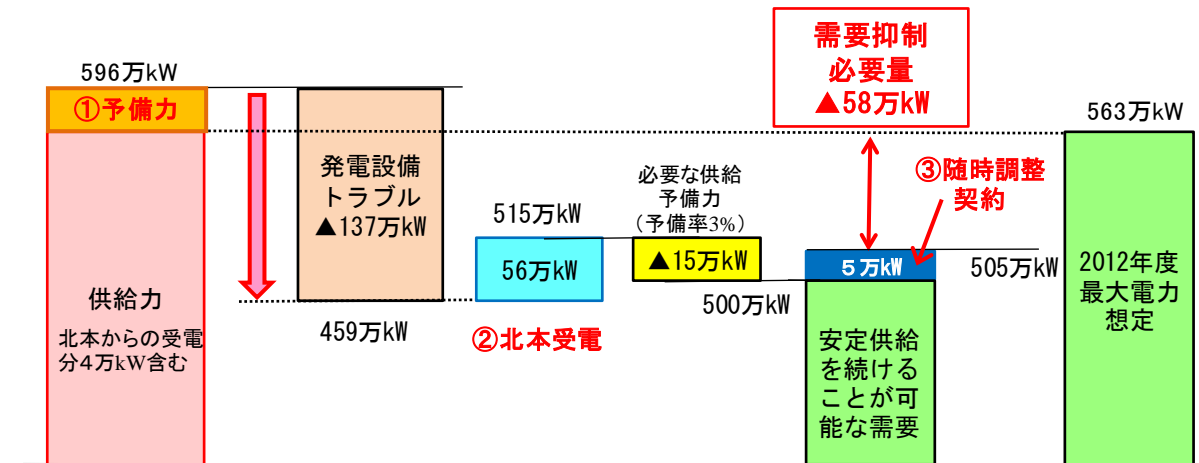 596万kW
①予備力
供給力
北本からの受電
分4万kW含む
発電設備
トラブル
▲137万kW
459万kW
515万kW
56万kW
②北本受電
必要な供給
予備力
(予備率3%)
▲15万kW
500万kW
需要抑制
必要量
▲58万kW
③随時調整
契約
5万kW
505万kW
安定供給
を続ける
ことが可
能な需要
563万kW
2012年度
最大電力
想定